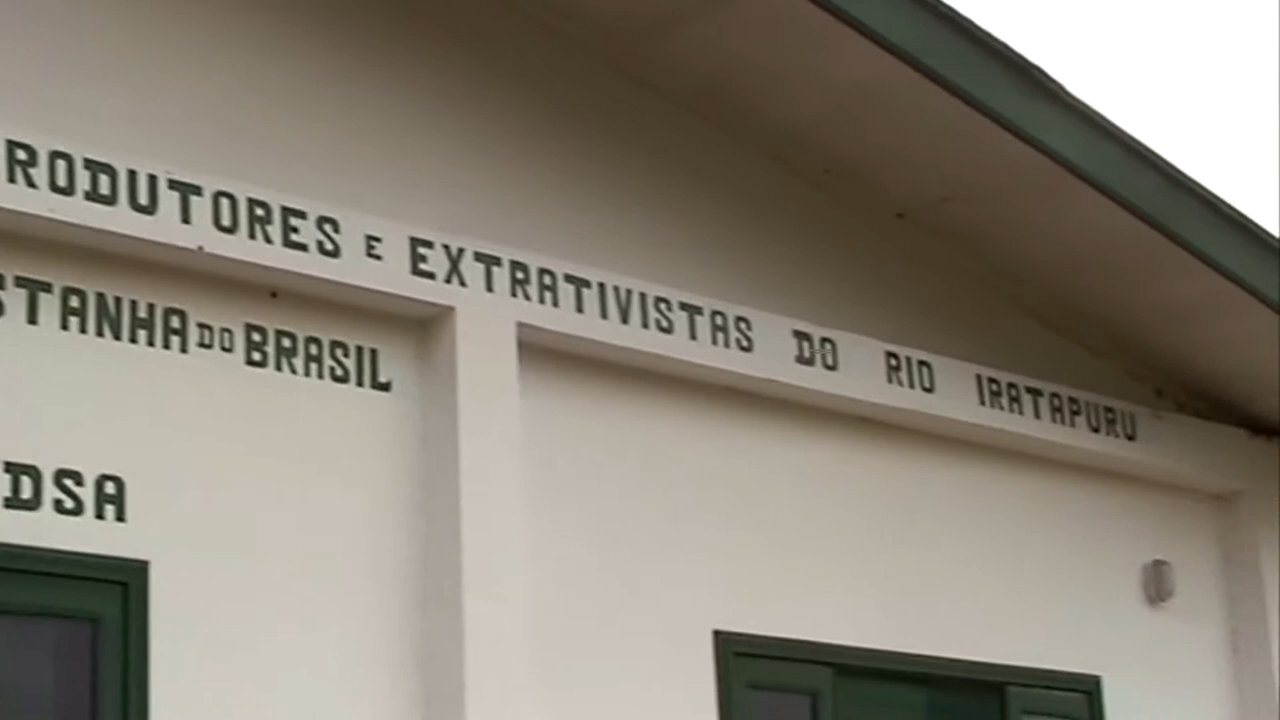 RODUTORES E EXTRATIVISTAS DO RIO IRATAPURU
STANHA DO BRASIL
DSA